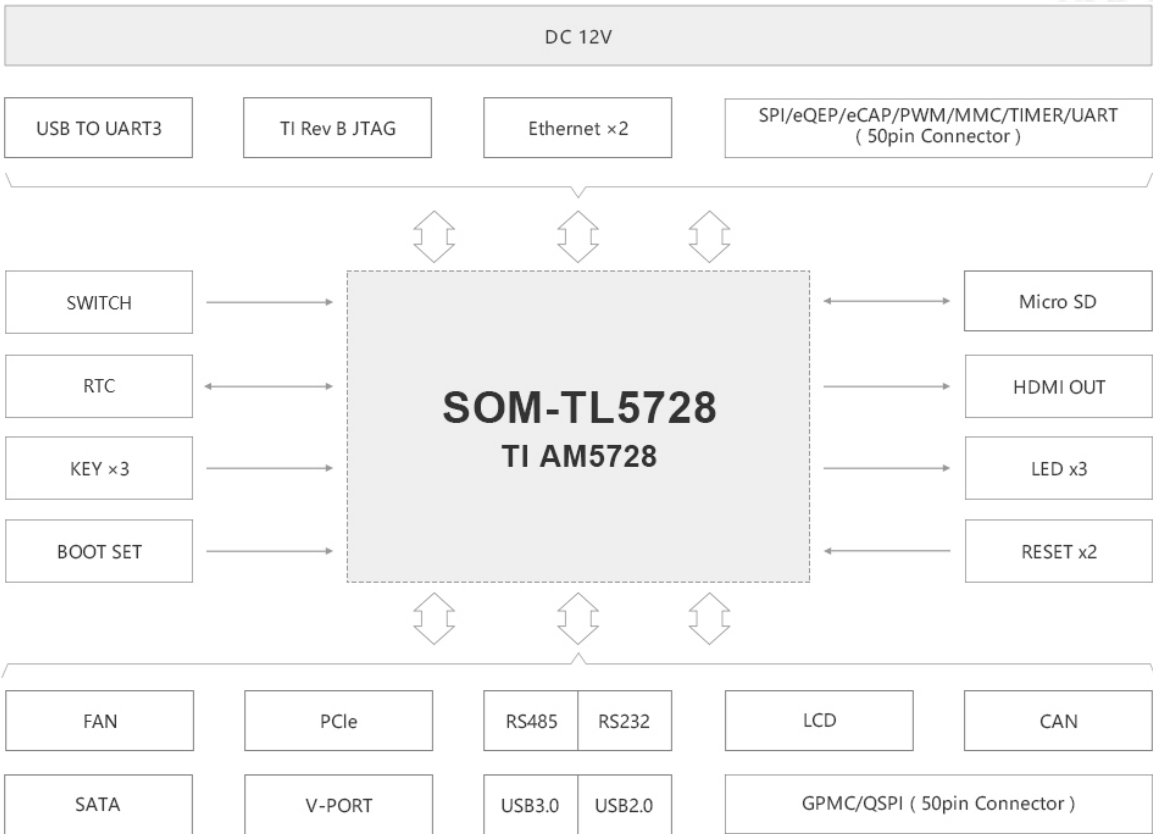 DC 12V
USB TO UART3
TI Rev B JTAG
Ethernet ×2
SPI/eQEP/eCAP/PWM/MMC/TIMER/UART
( 50pin Connector )
SWITCH
Micro SD
RTC
HDMI OUT
SOM-TL5728
TI AM5728
KEY ×3
LED x3
BOOT SET
RESET x2
FAN
PCIe
RS485
RS232
LCD
CAN
SATA
V-PORT
USB3.0
USB2.0
GPMC/QSPI ( 50pin Connector )